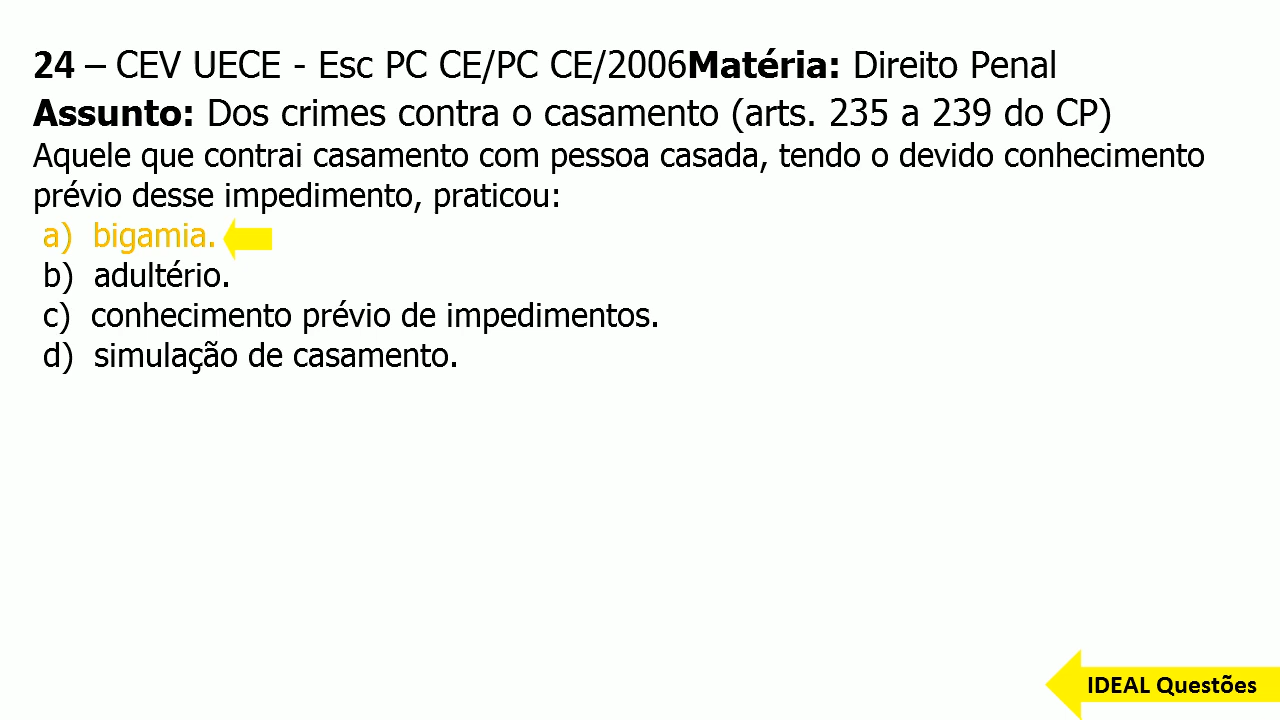 24 – CEV UECE - Esc PC CE/PC CE/2006Matéria: Direito Penal
Assunto: Dos crimes contra o casamento (arts. 235 a 239 do CP)
Aquele que contrai casamento com pessoa casada, tendo o devido conhecimento
prévio desse impedimento, praticou:
a) bigamia.
b) adultério.
c) conhecimento prévio de impedimentos.
d) simulação de casamento.
IDEAL Questões